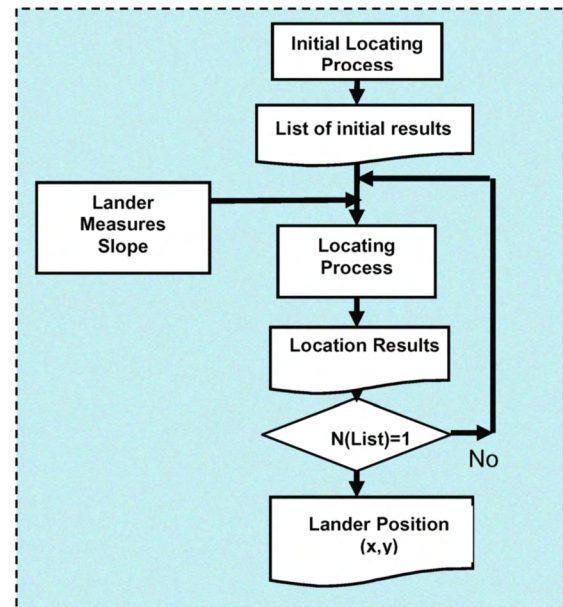 Initial Locating
Process
List of initial results
Lander
Measures
Slope
Locating
Process
Location Results
N(List)=1
No
Lander Position
(x,y)